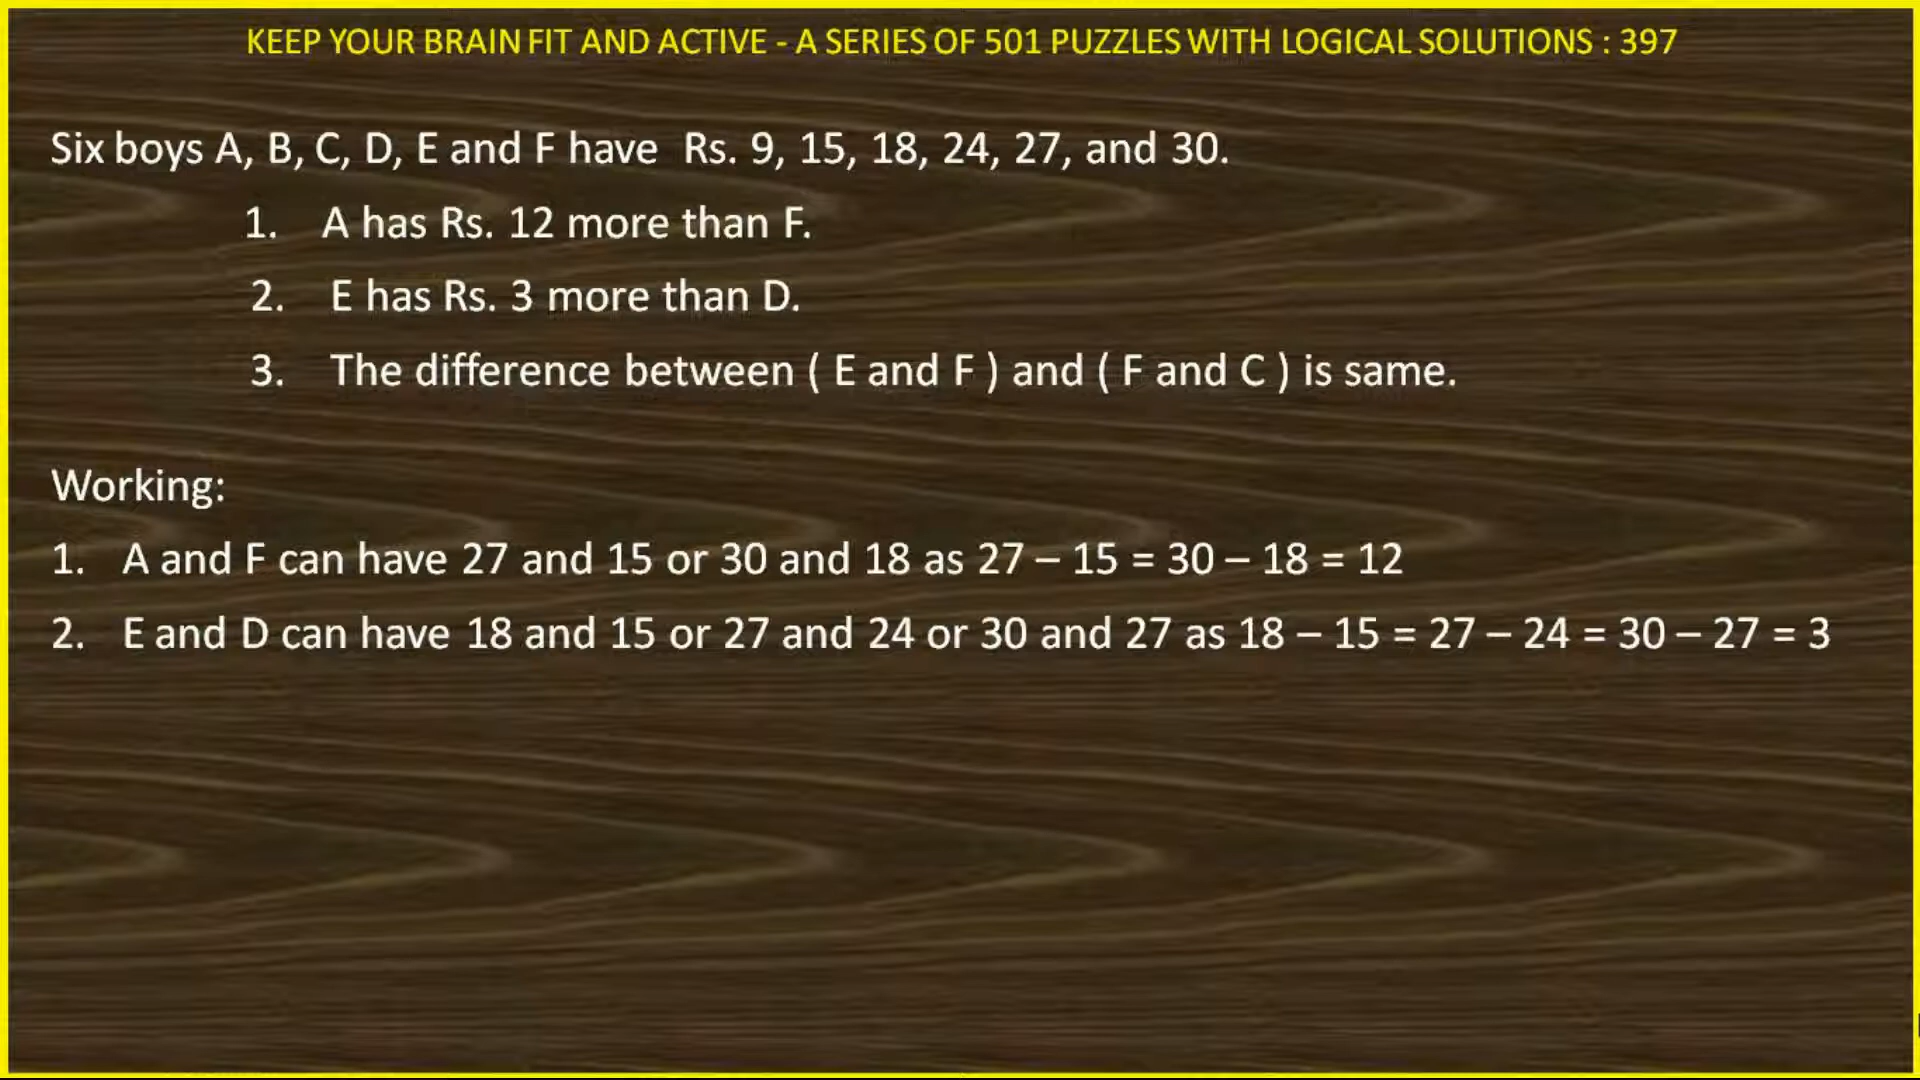 KEEP YOUR BRAIN FIT AND ACTIVE - A SERIES OF 501 PUZZLES WITH LOGICAL SOLUTIONS : 397
Six boys A, B, C, D, E and F have Rs. 9, 15, 18, 24, 27, and 30.
1. A has Rs. 12 more than F.
2. E has Rs. 3 more than D.
3. The difference between ( E and F ) and ( F and C ) is same.
Working:
1. A and F can have 27 and 15 or 30 and 18 as 27 – 15 = 30 – 18 = 12
2. E and D can have 18 and 15 or 27 and 24 or 30 and 27 as 18 – 15 = 27 – 24 = 30 – 27 = 3